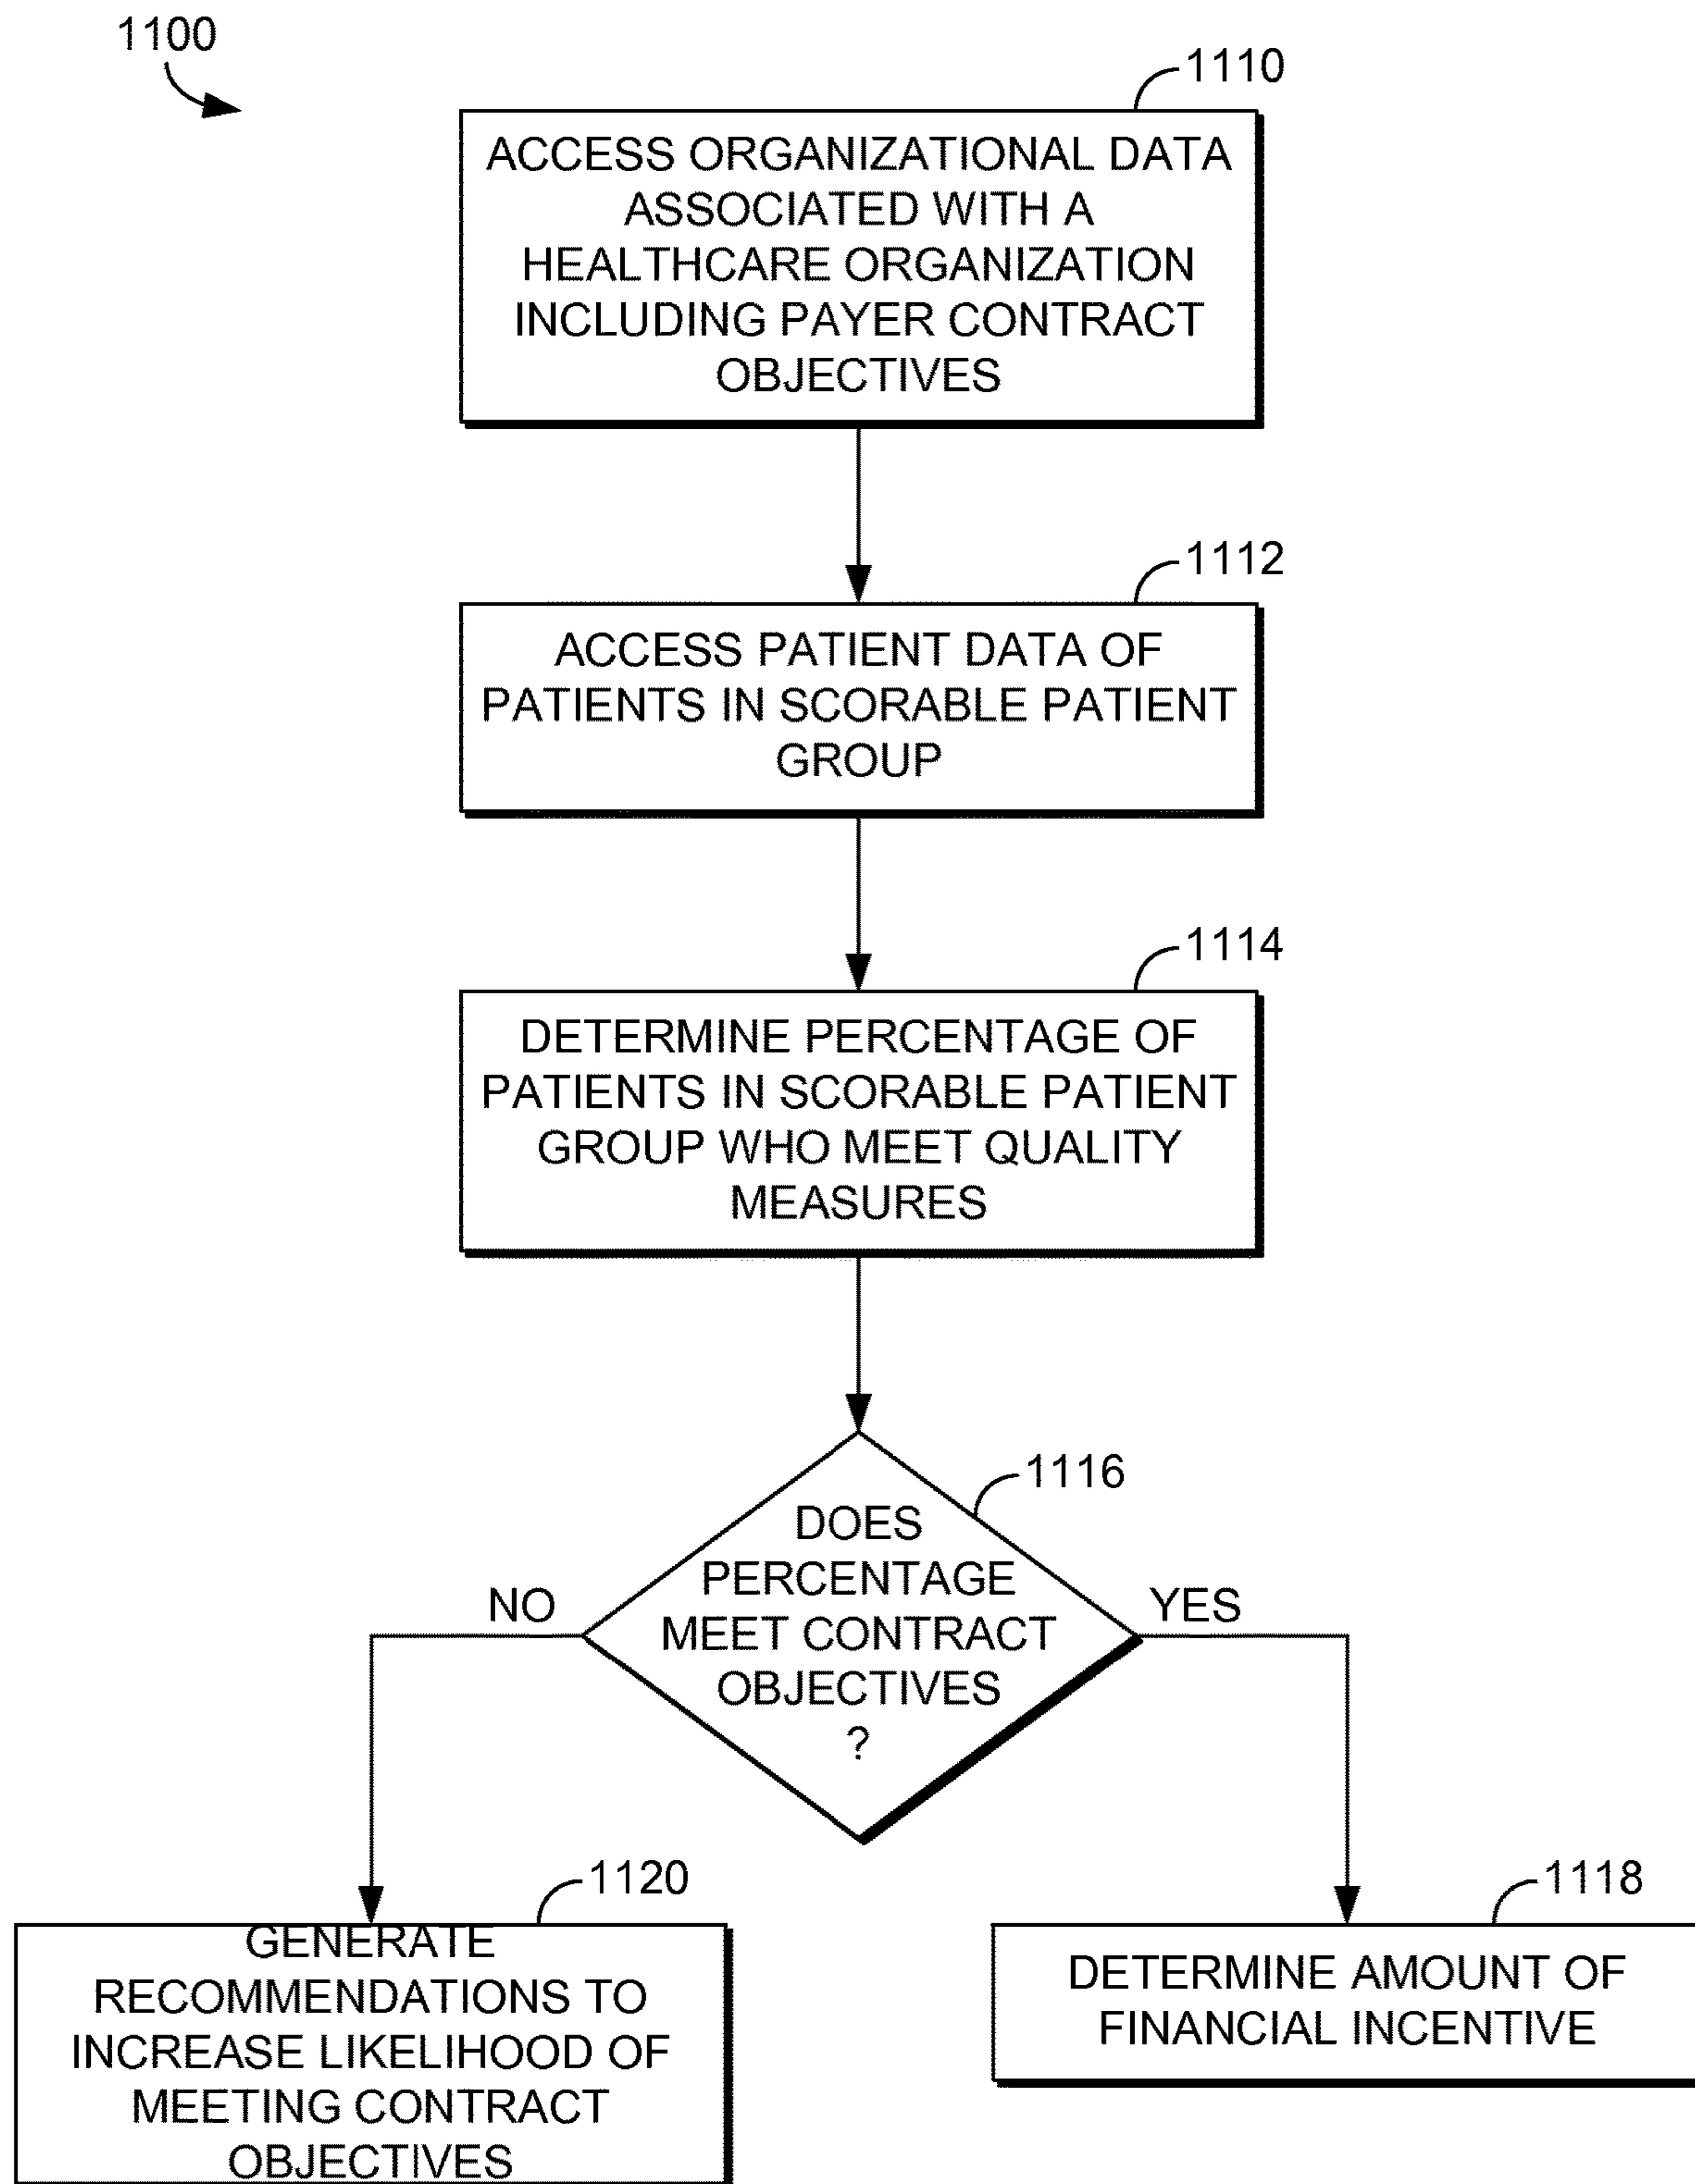 1100
1110
ACCESS ORGANIZATIONAL DATA
ASSOCIATED WITH A
HEALTHCARE ORGANIZATION
INCLUDING PAYER CONTRACT
OBJECTIVES
1112
ACCESS PATIENT DATA OF
PATIENTS IN SCORABLE PATIENT
GROUP
1114
DETERMINE PERCENTAGE OF
PATIENTS IN SCORABLE PATIENT
GROUP WHO MEET QUALITY
MEASURES
1116
DOES
PERCENTAGE
MEET CONTRACT
OBJECTIVES
?
NO
YES
1120
GENERATE
RECOMMENDATIONS TO
INCREASE LIKELIHOOD OF
MEETING CONTRACT
OBJECTIVES
1118
DETERMINE AMOUNT OF
FINANCIAL INCENTIVE